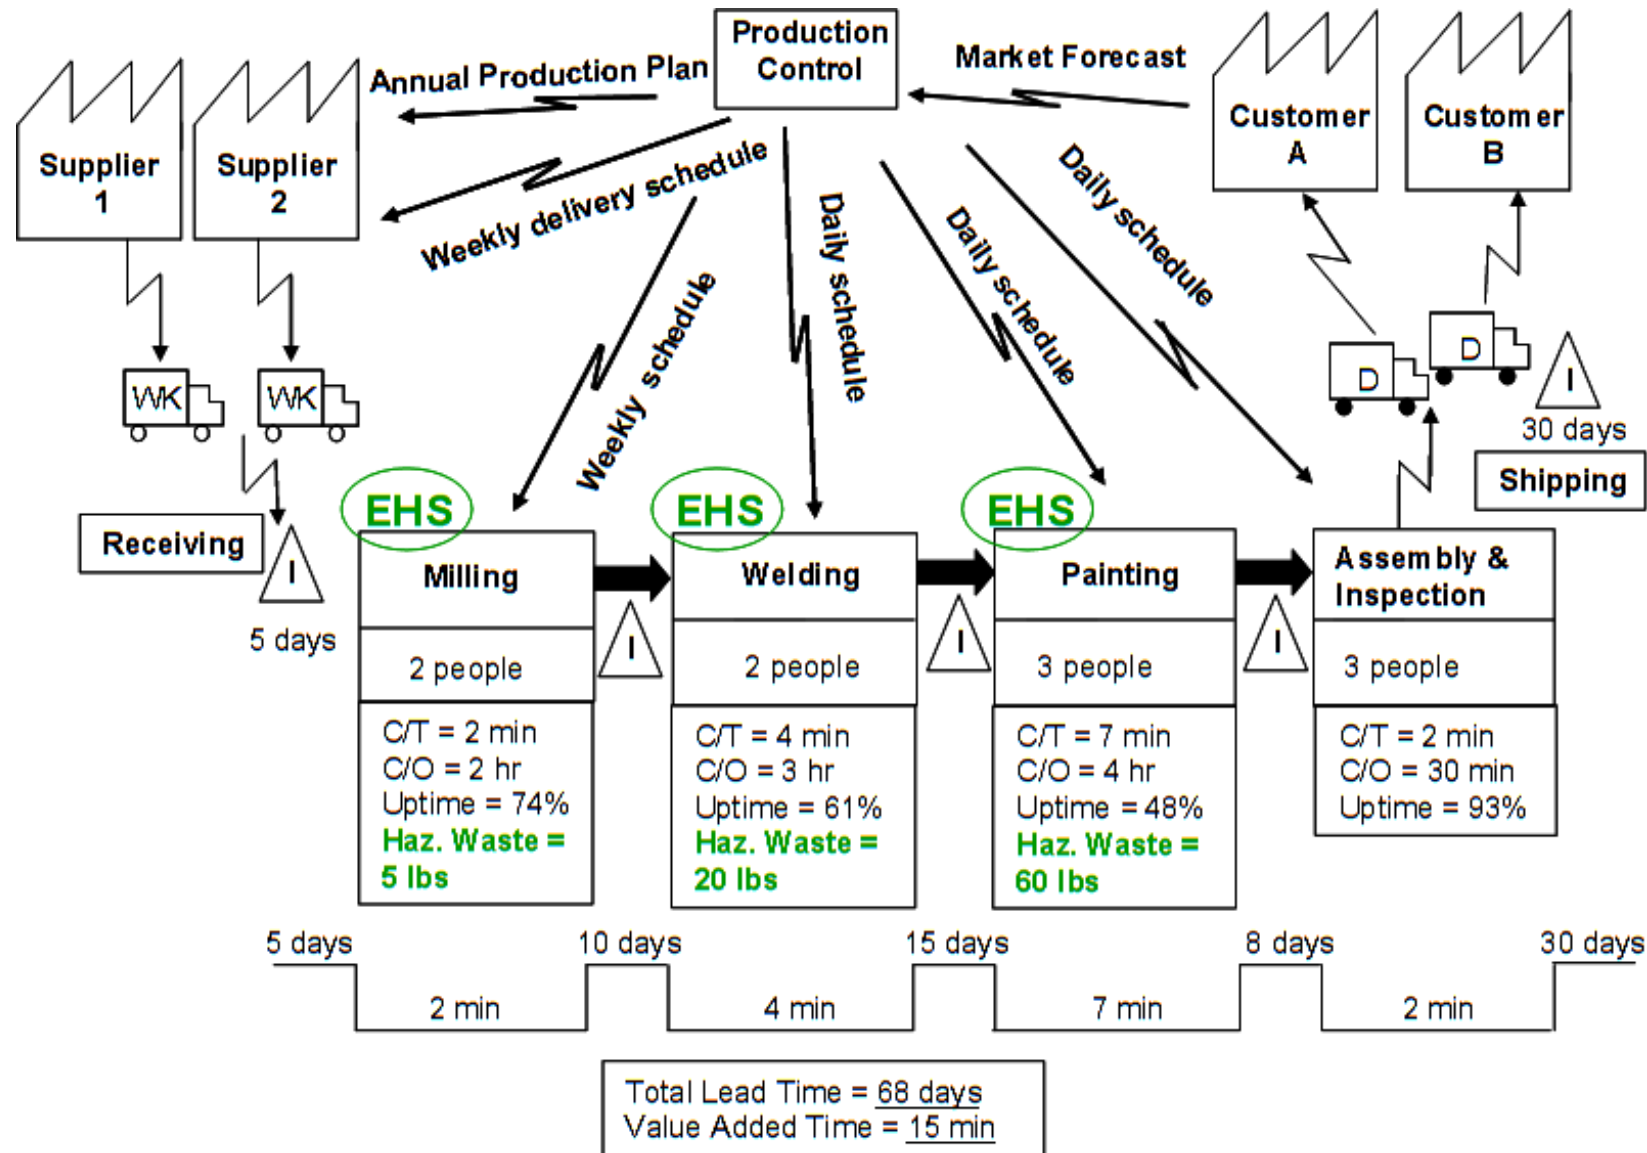 Production
Control
Annual Production Plan
Market Forecast
Supplier
1
Supplier
2
Customer
A
Customer
B
Weekly delivery schedule
Weekly schedule
Daily schedule
Daily schedule
Daily schedule
WK
WK
D
D
I
30 days
Shipping
Receiving
I
5 days
EHS
Milling
2 people
C/T = 2 min
C/O = 2 hr
Uptime = 74%
Haz. Waste =
5 lbs
I
EHS
Welding
2 people
C/T = 4 min
C/O = 3 hr
Uptime = 61%
Haz. Waste =
20 lbs
I
EHS
Painting
3 people
C/T = 7 min
C/O = 4 hr
Uptime = 48%
Haz. Waste =
60 lbs
I
Assembly &
Inspection
3 people
C/T = 2 min
C/O = 30 min
Uptime = 93%
5 days
10 days
15 days
8 days
30 days
2 min
4 min
7 min
2 min
Total Lead Time = 68 days
Value Added Time = 15 min